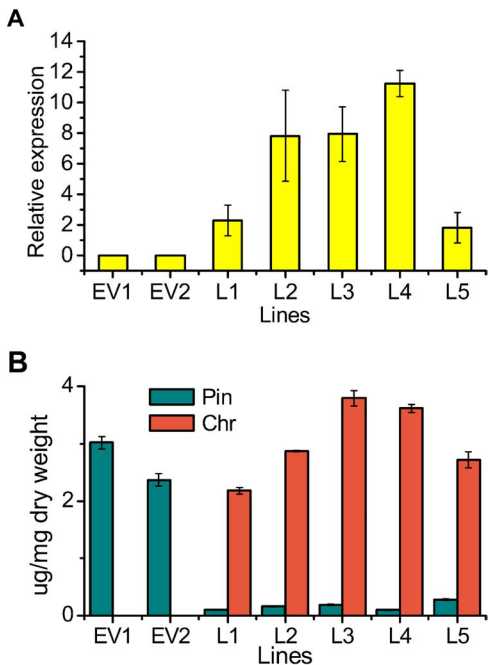 A
Relative expression
14
12
10
8
6
4
2
0
EV1 EV2 L1 L2 L3 L4 L5
Lines
B
ug/mg dry weight
4
2
0
Pin
Chr
EV1 EV2 L1 L2 L3 L4 L5
Lines